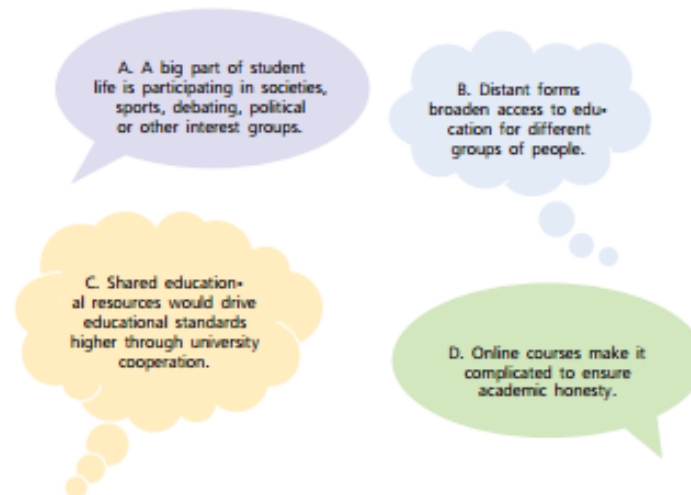 A. A big part of student
life is participating in societies,
sports, debating, political
or other interest groups.
B. Distant forms
broaden access to edu-
cation for different
groups of people.
C. Shared education-
al resources would drive
educational standards
higher through university
cooperation.
D. Online courses make it
complicated to ensure
academic honesty.